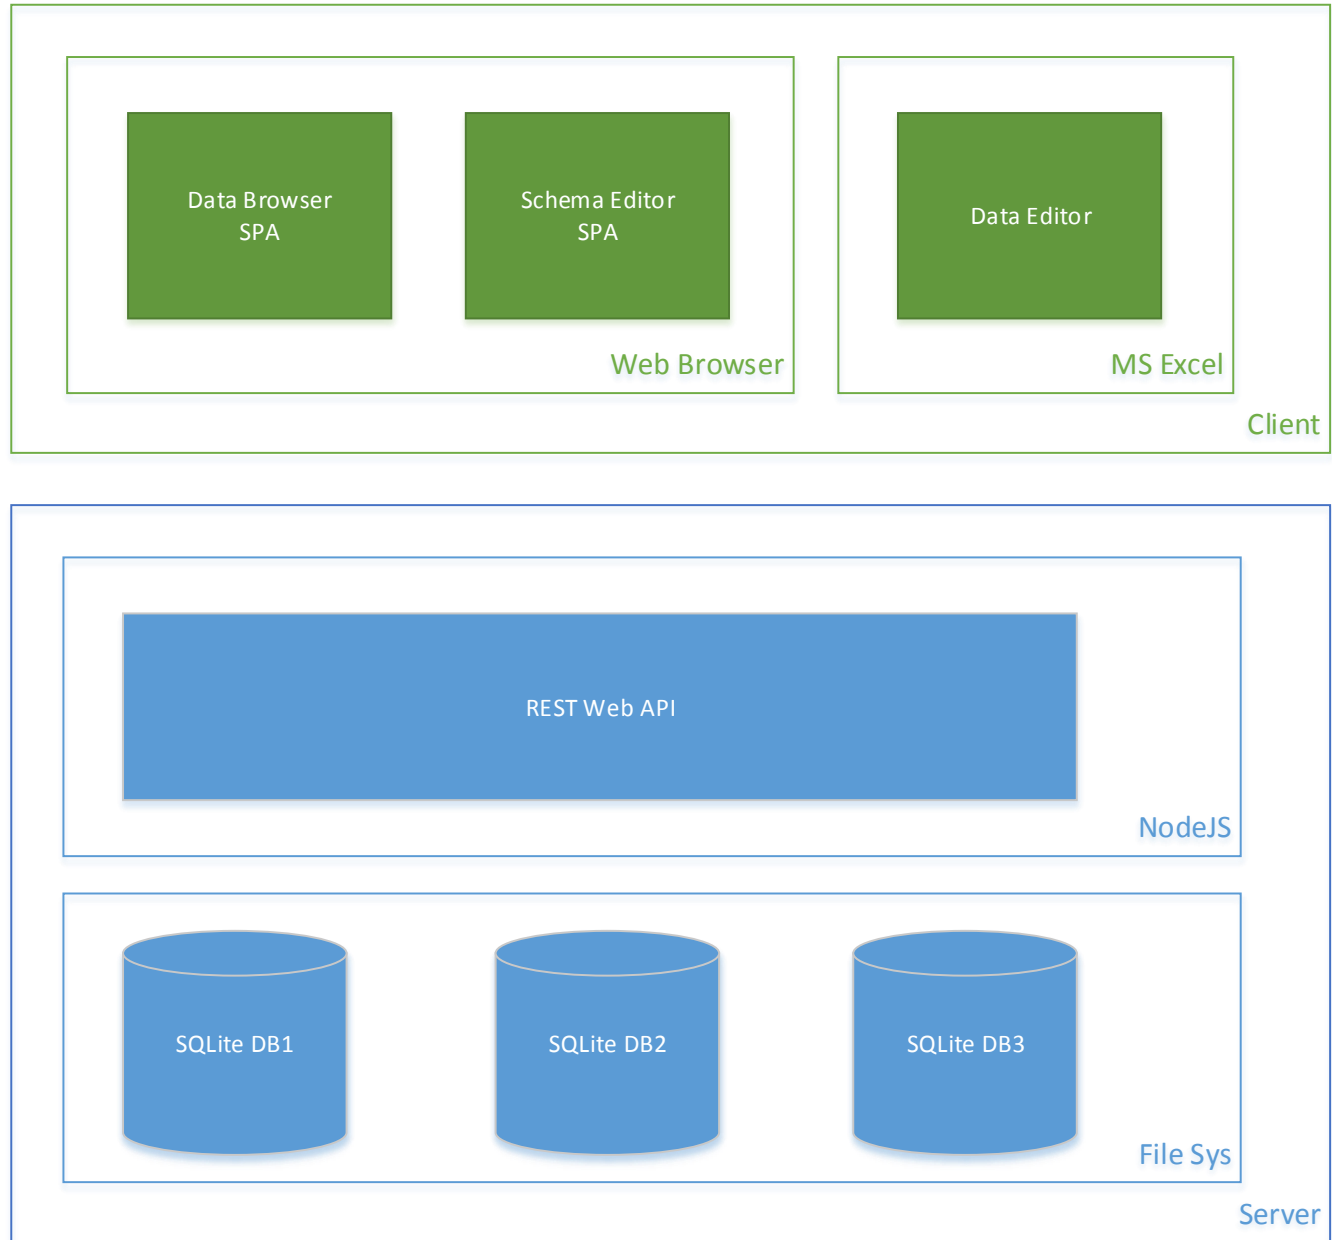 Data Browser
SPA
Schema Editor
SPA
Data Editor
Web Browser
MS Excel
Client
REST Web API
NodeJS
SQLite DB1
SQLite DB2
SQLite DB3
File Sys
Server